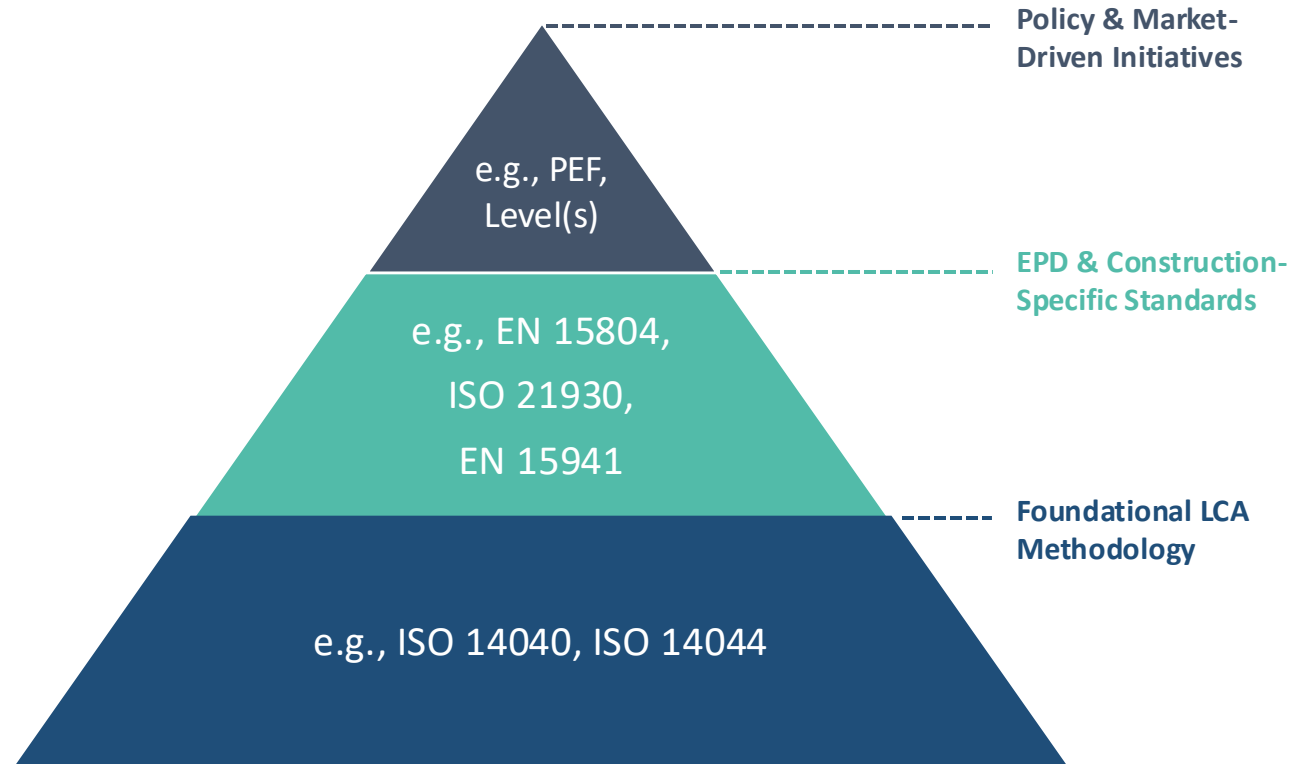 Policy & Market-
Driven Initiatives
e.g., PEF,
Level(s)
EPD & Construction-
Specific Standards
e.g., EN 15804,
ISO 21930,
EN 15941
Foundational LCA
Methodology
e.g., ISO 14040, ISO 14044